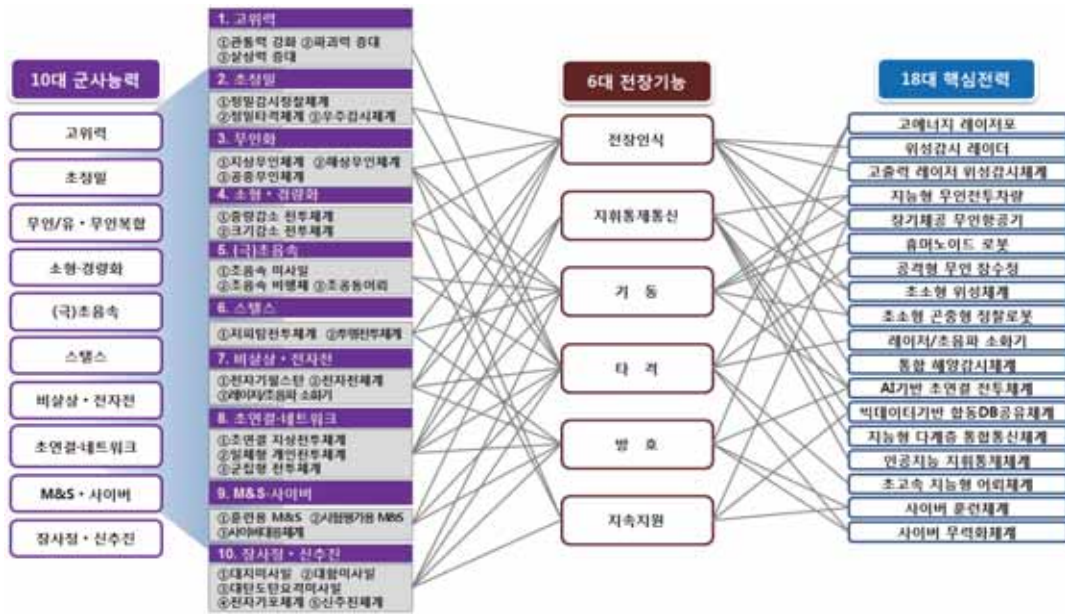 10대 군사능력
고위력
초정밀
무인/유・무인복합
소형·경량화
(극)초음속
스탤스
비살상・전자전
초연결·네트워크
M&S・사이버
장사정・신추진
1. 고위력
①관통력 강화 ②파괴력 증대
③살상력 증대
2. 초정밀
①정밀감시정찰체계
②정밀타격체계 ③우주감시체계
3. 무인화
①지상무인체계 ②해상무인체계
③공중무인체계
4. 소형・경량화
①중량감소 전투체계
②크기감소 전투체계
5. (극)초음속
①초음속 미사일
②초음속 비행체 ③초공동어뢰
6. 스텔스
①저피탐전투체계 ②투명전투체계
7. 비살상・전자전
①전자기펄스탄 ②전자전체계
③레이저/초음파 소화기
8. 초연결·네트워크
①초연결 지상전투체계
②일체형 개인전투체계
③군집형 전투체계
9. M&S·사이버
①훈련용 M&S ②시험평가용 M&S
③사이버대응체계
10. 장사정・신추진
①대지미사일 ②대함미사일
③대탄도탄요격미사일
④전자기포체계 ⑤신추진체계
6대 전장기능
전장인식
지휘통제통신
기 동
타 격
방 호
지속지원
18대 핵심전력
고에너지 레이저포
위성감시 레이더
고출력 레이저 위성감시체계
지능형 무인전투차량
장기체공 무인항공기
휴머노이드 로봇
공격형 무인 잠수정
초소형 위성체계
초소형 곤충형 정찰로봇
레이저/초음파 소화기
통합 해양감시체계
AI기반 초연결 전투체계
빅데이터기반 합동DB공유체계
지능형 다계층 통합통신체계
인공지능 지휘통제체계
초고속 지능형 어뢰체계
사이버 훈련체계
사이버 무력화체계